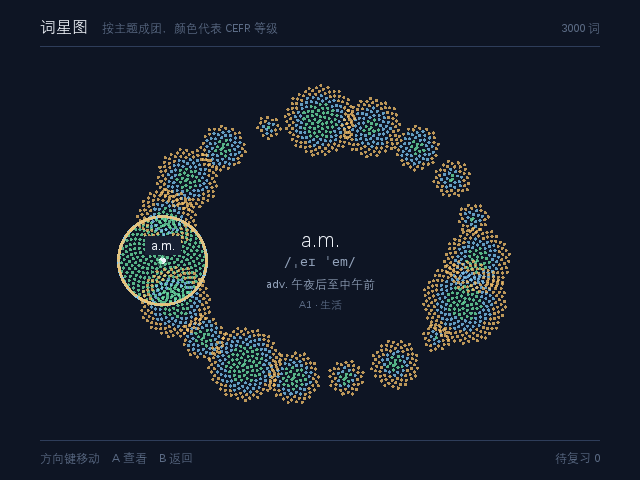 词星图 按主题成团，颜色代表 CEFR 等级 3000 词
a.m.
a.m.
/ˌeɪ ˈem/
adv. 午夜后至中午前
A1 · 生活
方向键移动 A 查看 B 返回 待复习 0